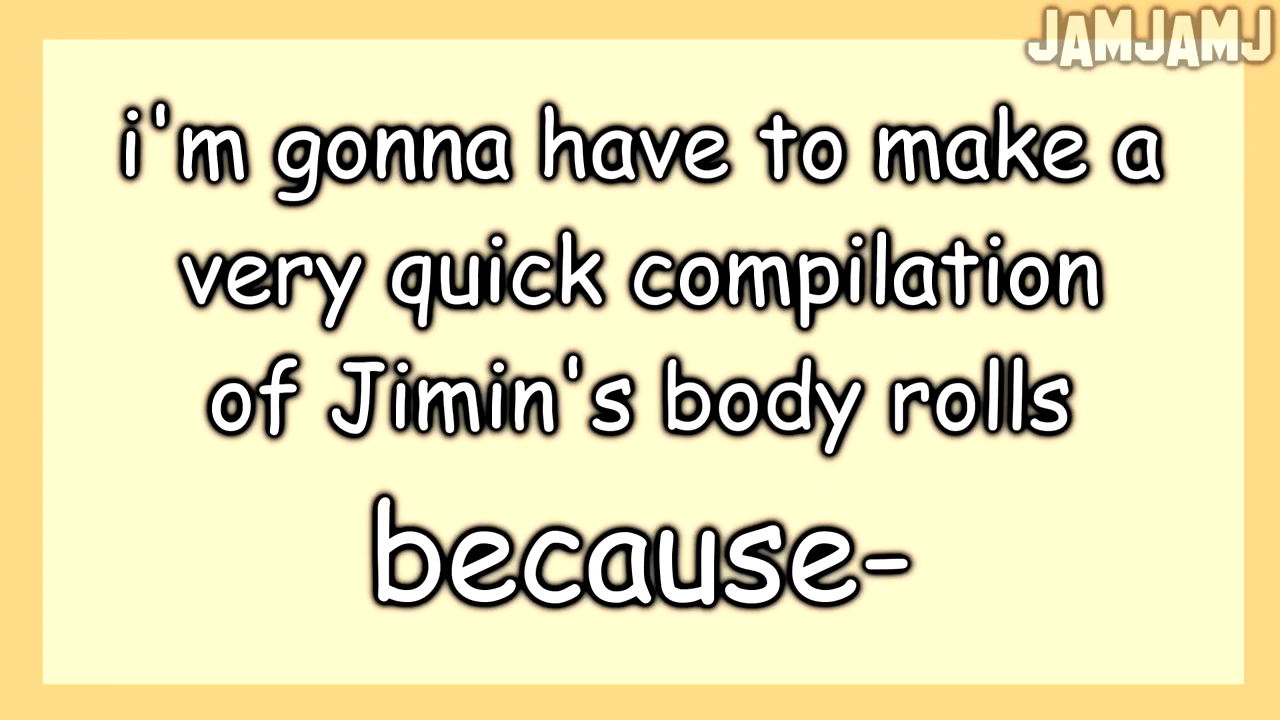 JAMJAMJ
i'm gonna have to make a
very quick compilation
of Jimin's body rolls
because-